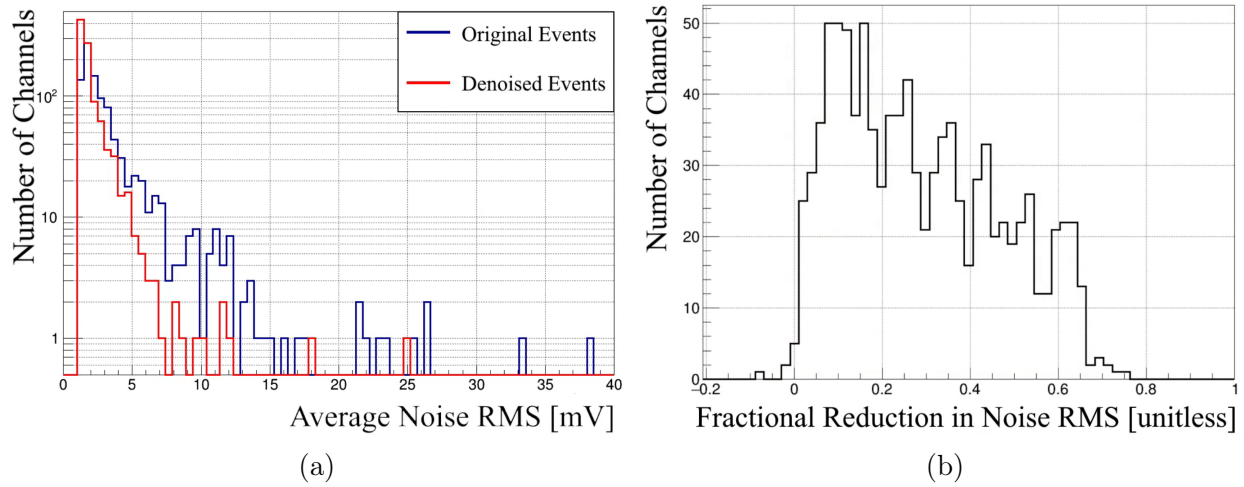 Number of Channels
10²
10
1
Original Events
Denoised Events
0 5 10 15 20 25 30 35 40
Average Noise RMS [mV]
(a)
Number of Channels
50
40
30
20
10
0
−0.2 0 0.2 0.4 0.6 0.8 1
Fractional Reduction in Noise RMS [unitless]
(b)